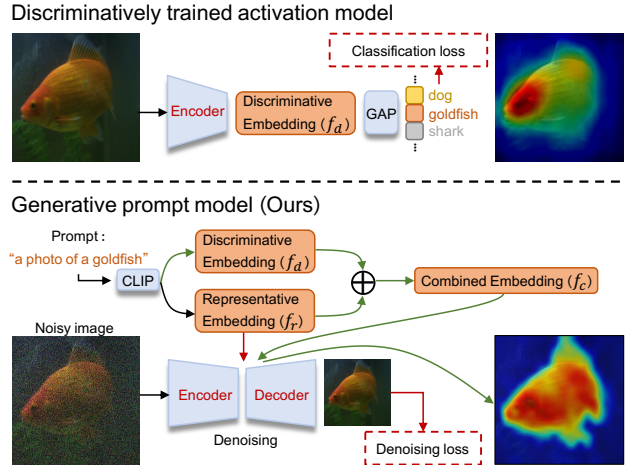 Discriminatively trained activation model
Classification loss
Encoder
Discriminative
Embedding (f_d)
GAP
dog
goldfish
shark
Generative prompt model (Ours)
Prompt:
“a photo of a goldfish”
CLIP
Discriminative
Embedding (f_d)
Representative
Embedding (f_r)
Combined Embedding (f_c)
Noisy image
Encoder
Decoder
Denoising
Denoising loss